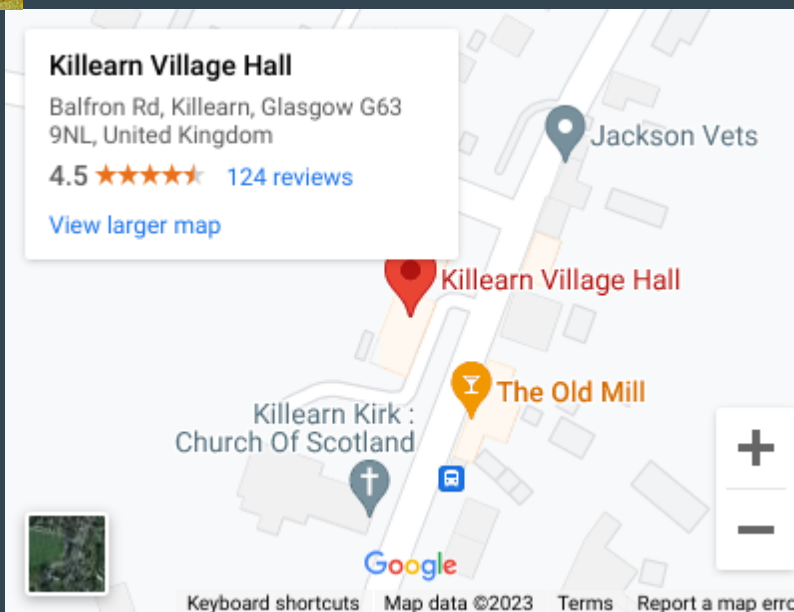 Killearn Village Hall
Balfron Rd, Killearn, Glasgow G63
9NL, United Kingdom
4.5 124 reviews
View larger map
Jackson Vets
Killearn Village Hall
The Old Mill
Killearn Kirk :
Church Of Scotland
Google
Keyboard shortcuts Map data ©2023 Terms Report a map erro